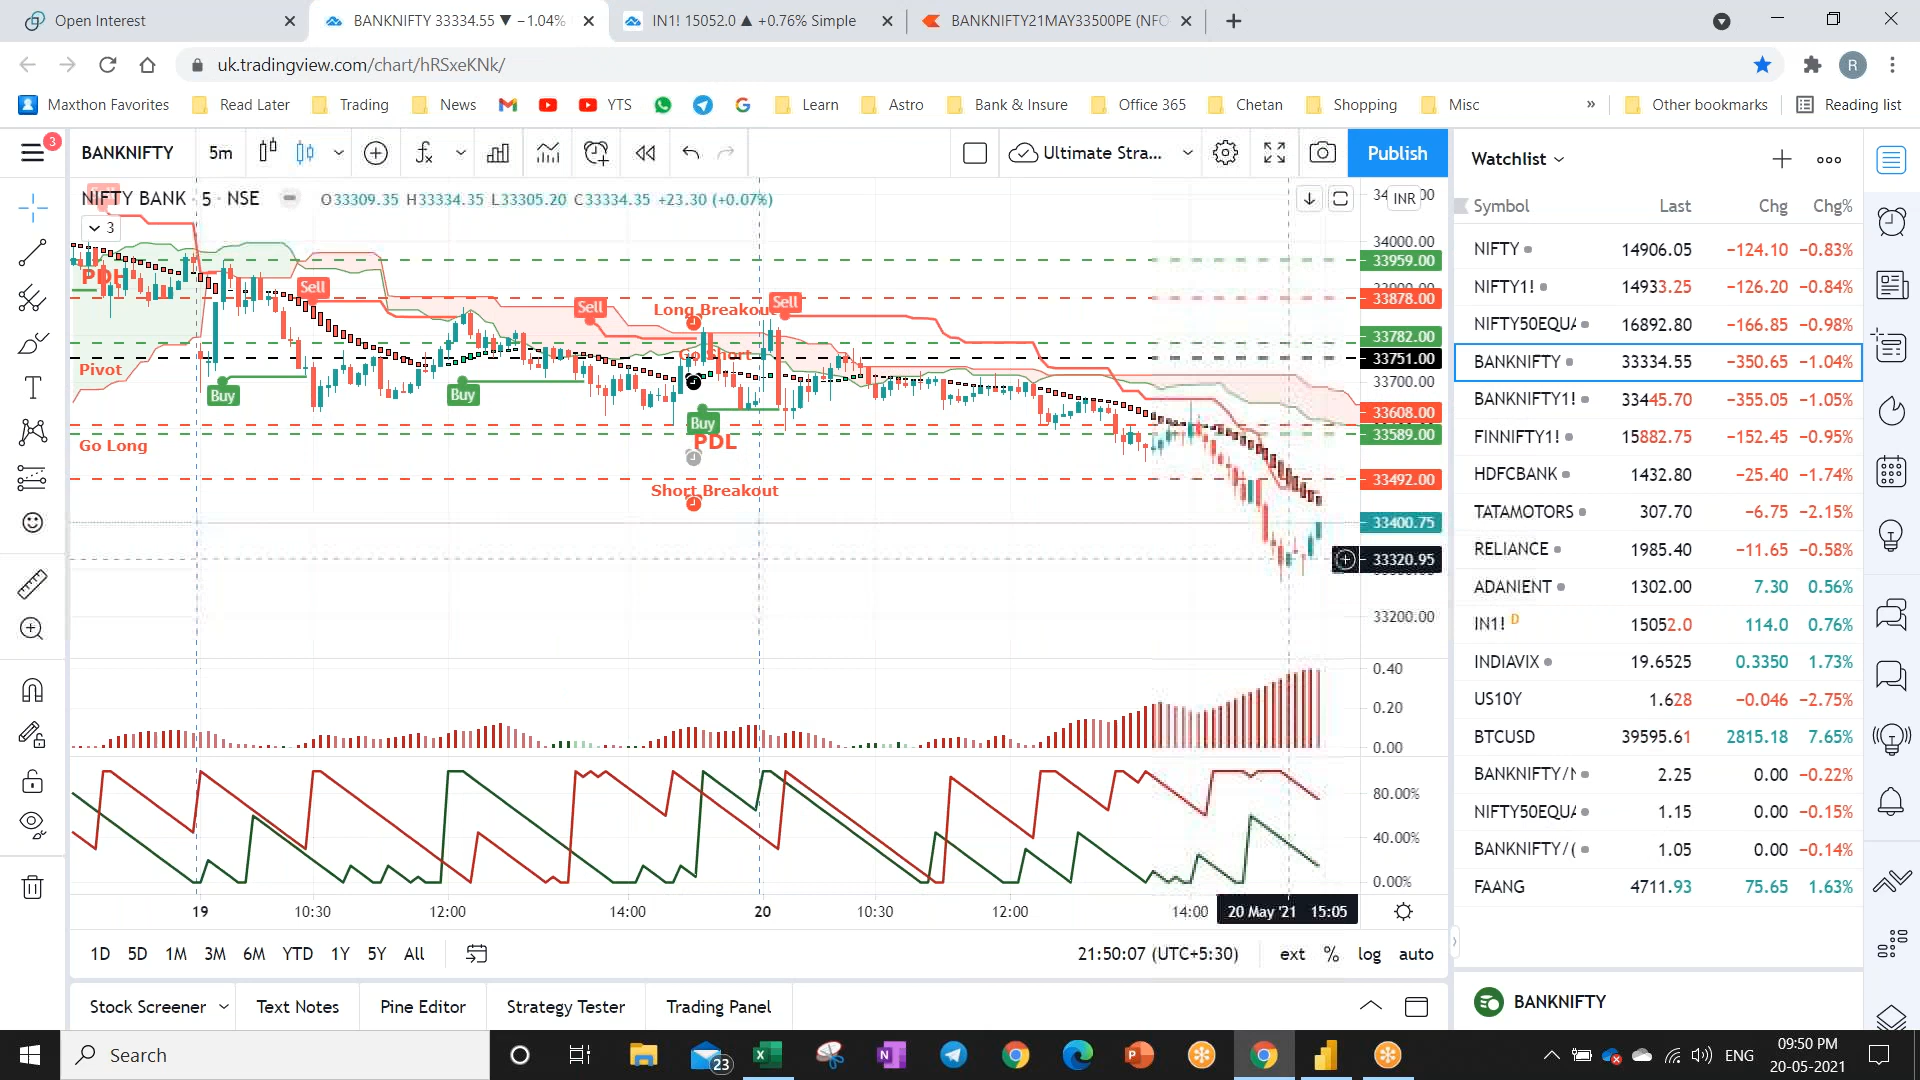 Open Interest
BANKNIFTY 33334.55 ▼ −1.04%
IN1! 15052.0 ▲ +0.76% Simple
BANKNIFTY21MAY33500PE (NFO
uk.tradingview.com/chart/hRSxeKNk/
R
Maxthon Favorites
Read Later
Trading
News
YTS
Learn
Astro
Bank & Insure
Office 365
Chetan
Shopping
Misc
»
Other bookmarks
Reading list
3
BANKNIFTY
5m
Ultimate Stra...
Publish
NIFTY BANK · 5 · NSE
O33309.35 H33334.35 L33305.20 C33334.35 +23.30 (+0.07%)
3
INR
34000.00
33959.00
33878.00
33782.00
33751.00
33700.00
33608.00
33589.00
33492.00
33400.75
33320.95
33200.00
0.40
0.20
0.00
80.00%
40.00%
0.00%
PDH
Pivot
Go Long
Sell
Buy
Buy
Sell
Long Breakout
Sell
Go Short
Buy
PDL
Short Breakout
19
10:30
12:00
14:00
20
10:30
12:00
14:00
20 May '21 15:05
1D 5D 1M 3M 6M YTD 1Y 5Y All
21:50:07 (UTC+5:30)
ext % log auto
Stock Screener
Text Notes
Pine Editor
Strategy Tester
Trading Panel
Watchlist
Symbol Last Chg Chg%
NIFTY 14906.05 −124.10 −0.83%
NIFTY1! 14933.25 −126.20 −0.84%
NIFTY50EQUA 16892.80 −166.85 −0.98%
BANKNIFTY 33334.55 −350.65 −1.04%
BANKNIFTY1! 33445.70 −355.05 −1.05%
FINNIFTY1! 15882.75 −152.45 −0.95%
HDFCBANK 1432.80 −25.40 −1.74%
TATAMOTORS 307.70 −6.75 −2.15%
RELIANCE 1985.40 −11.65 −0.58%
ADANIENT 1302.00 7.30 0.56%
IN1! D 15052.0 114.0 0.76%
INDIAVIX 19.6525 0.3350 1.73%
US10Y 1.628 −0.046 −2.75%
BTCUSD 39595.61 2815.18 7.65%
BANKNIFTY/N 2.25 0.00 −0.22%
NIFTY50EQUA 1.15 0.00 −0.15%
BANKNIFTY/( 1.05 0.00 −0.14%
FAANG 4711.93 75.65 1.63%
BANKNIFTY
Search
23
ENG
09:50 PM
20-05-2021